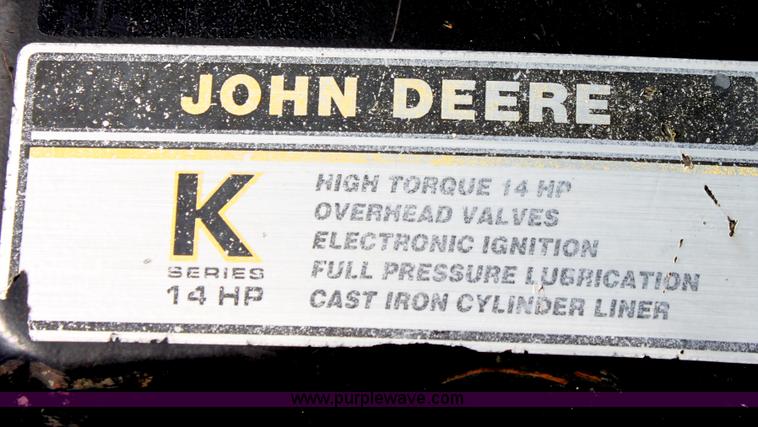 JOHN DEERE
K
SERIES
14 HP
HIGH TORQUE 14 HP
OVERHEAD VALVES
ELECTRONIC IGNITION
FULL PRESSURE LUBRICATION
CAST IRON CYLINDER LINER
www.purplewave.com